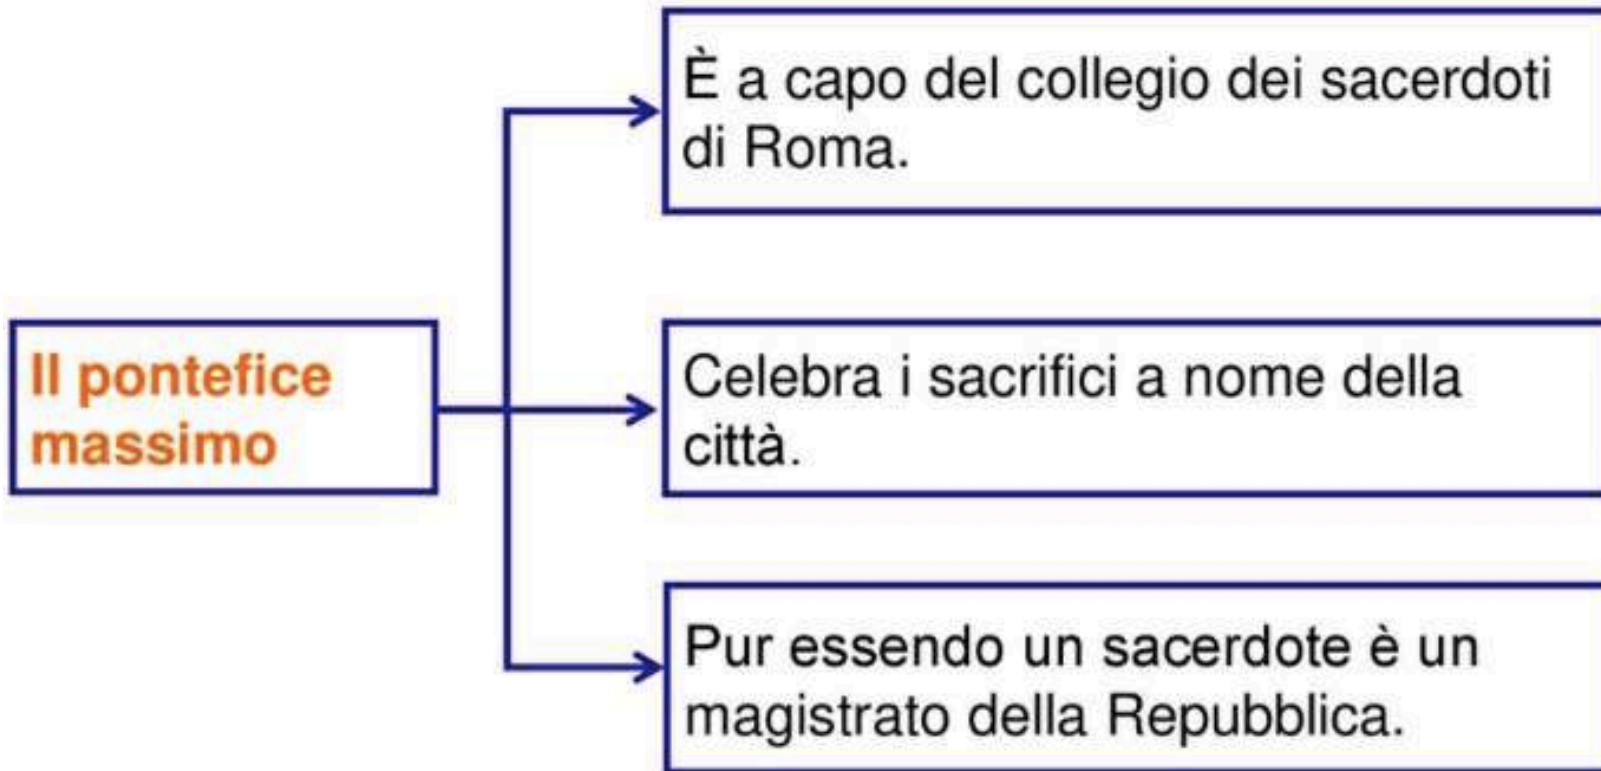 È a capo del collegio dei sacerdoti
di Roma.
Il pontefice
massimo
Celebra i sacrifici a nome della
città.
Pur essendo un sacerdote è un
magistrato della Repubblica.